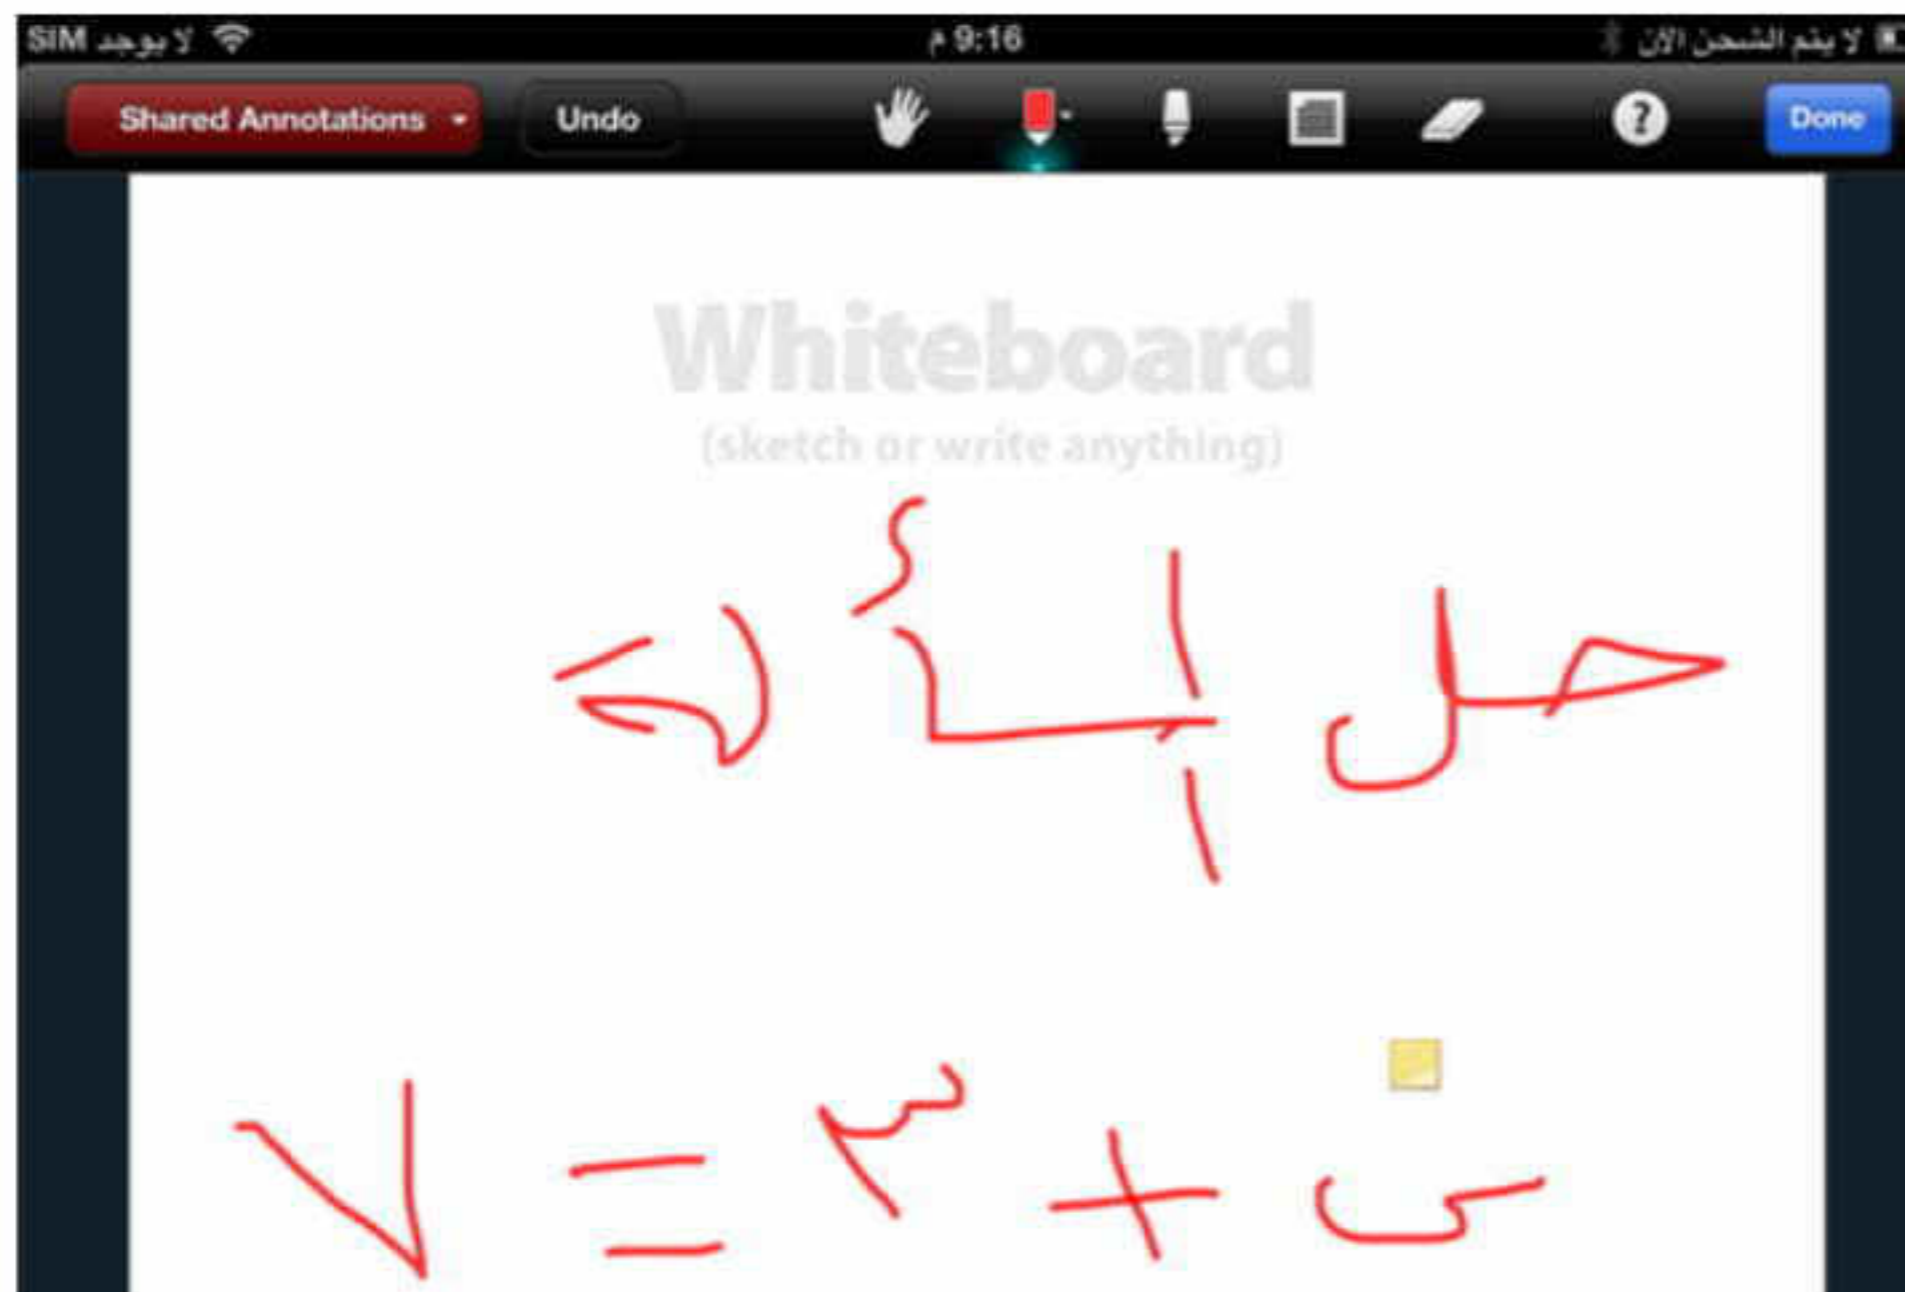 لا يوجد SIM
9:16 م
لا يتم الشحن الآن
Shared Annotations
Undo
?
Done
Whiteboard
(sketch or write anything)
حل
س + ٣ = ٧